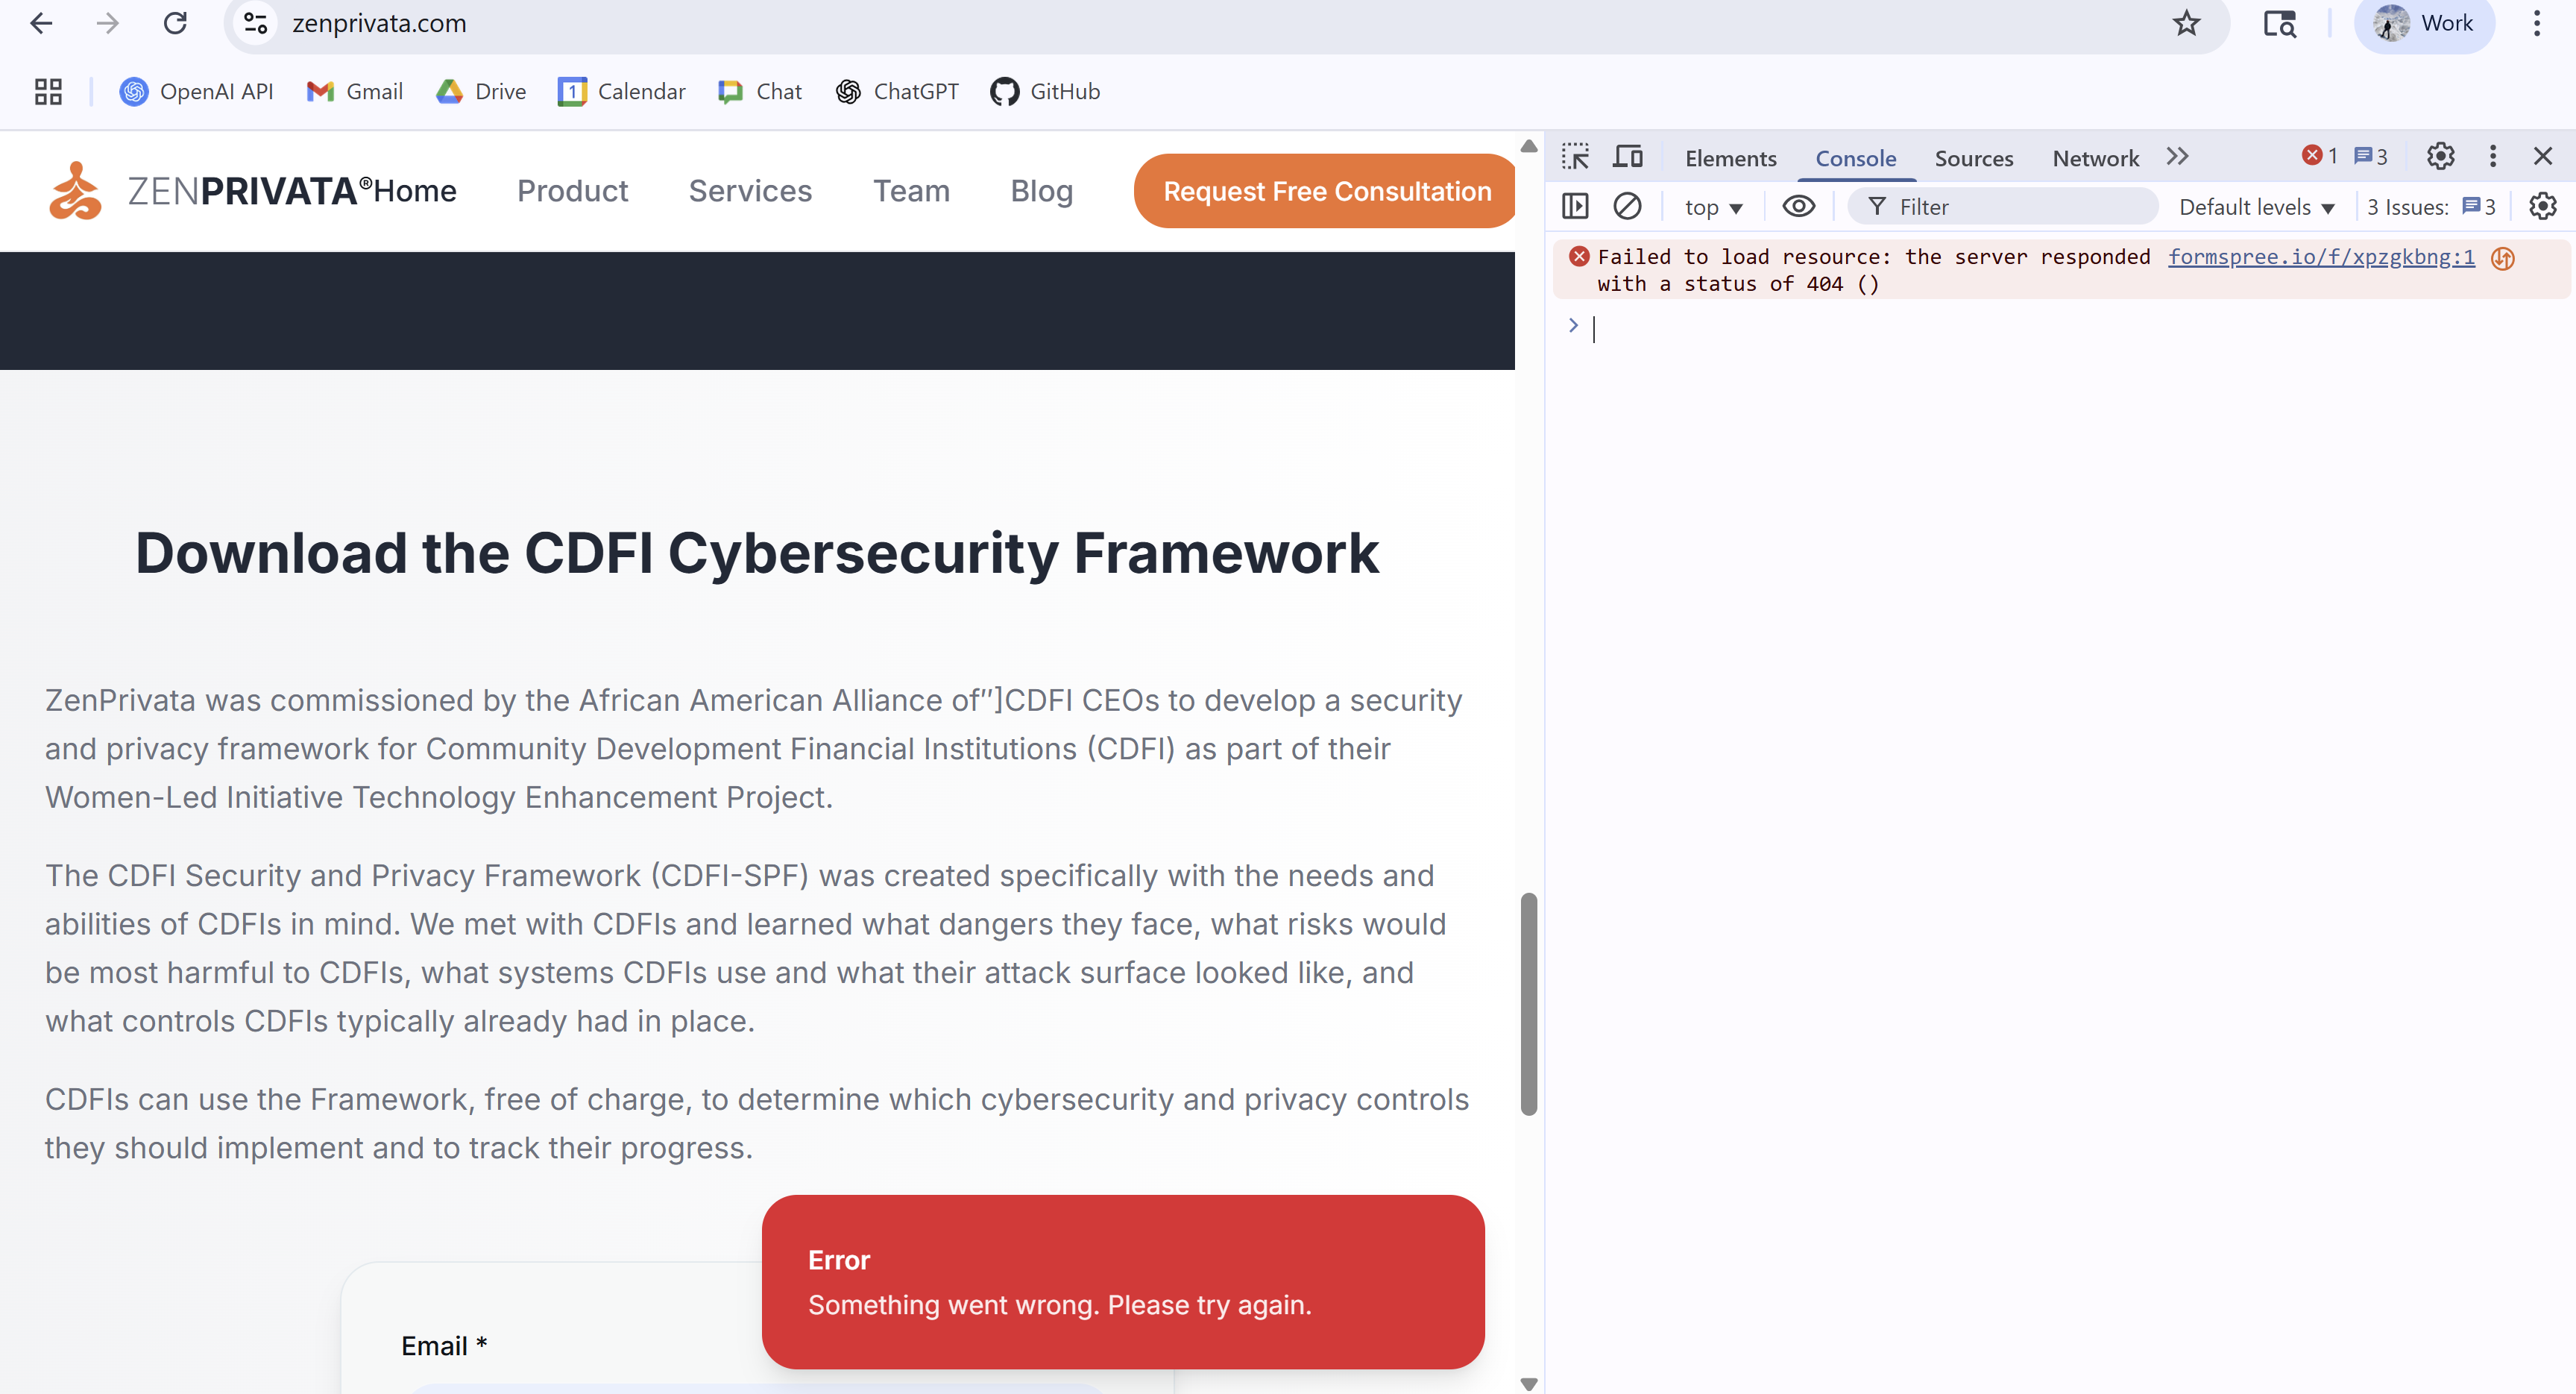 zenprivata.com
Work
OpenAI API
Gmail
Drive
1
Calendar
Chat
ChatGPT
GitHub
ZENPRIVATA®
Home
Product
Services
Team
Blog
Request Free Consultation
Download the CDFI Cybersecurity Framework
ZenPrivata was commissioned by the African American Alliance of"]CDFI CEOs to develop a security
and privacy framework for Community Development Financial Institutions (CDFI) as part of their
Women-Led Initiative Technology Enhancement Project.
The CDFI Security and Privacy Framework (CDFI-SPF) was created specifically with the needs and
abilities of CDFIs in mind. We met with CDFIs and learned what dangers they face, what risks would
be most harmful to CDFIs, what systems CDFIs use and what their attack surface looked like, and
what controls CDFIs typically already had in place.
CDFIs can use the Framework, free of charge, to determine which cybersecurity and privacy controls
they should implement and to track their progress.
Error
Something went wrong. Please try again.
Email *
Elements
Console
Sources
Network
1
3
top
Filter
Default levels
3 Issues:
3
Failed to load resource: the server responded
with a status of 404 ()
formspree.io/f/xpzgkbng:1